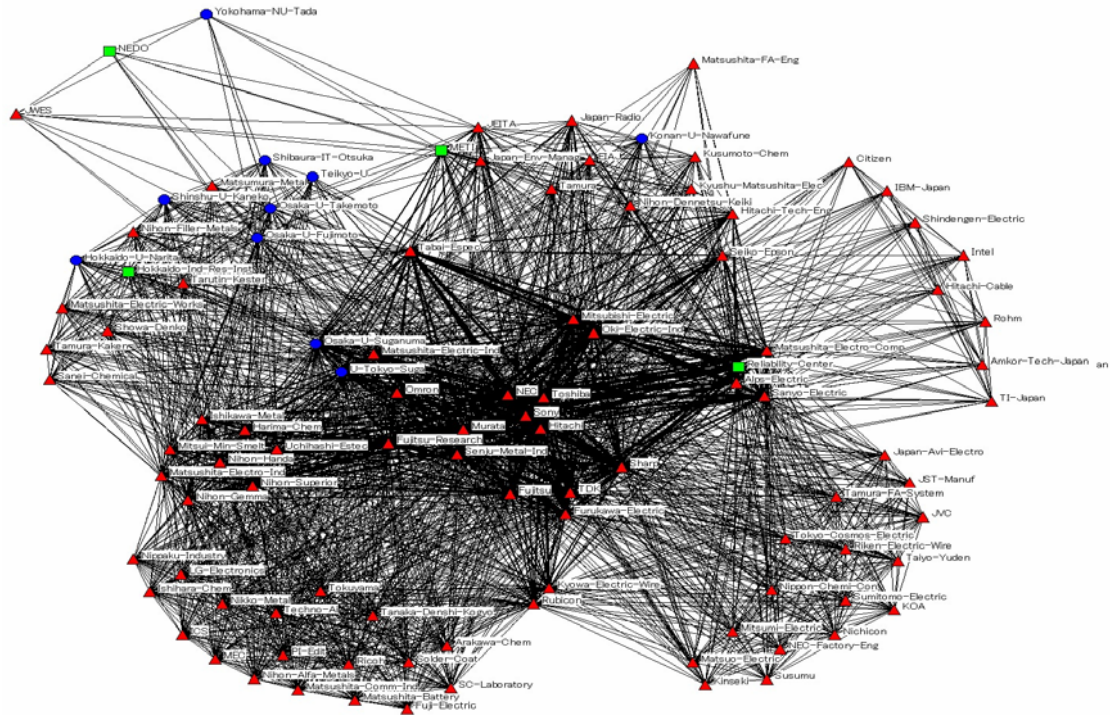 Yokohama-NU-Tada
NEDO
Matsushita-FA-Eng
JWES
JEITA
Japan-Radio
Konan-U-Nawafune
METI
Shibaura-IT-Otsuka
Japan-Env-Manag
EIA
Kusumoto-Chem
Citizen
Teikyo-U
Matsumura-Metal
Tamura
Kyushu-Matsushita-Elec
IBM-Japan
Shinshu-U-Kaneko
Osaka-U-Takemoto
Nihon-Dennetsu-Keiki
Hitachi-Tech-Eng
Shindengen-Electric
Nihon-Filler-Metals
Osaka-U-Fujimoto
Tabai-Espec
Seiko-Epson
Intel
Hokkaido-U-Narita
Hokkaido-Ind-Res-Inst
Tarutin-Kester
Hitachi-Cable
Matsushita-Electric-Works
Mitsubishi-Electric
Rohm
Showa-Denko
Oki-Electric-Ind
Osaka-U-Suganuma
Tamura-Kaken
Matsushita-Electric-Ind
Matsushita-Electro-Comp
Reliability-Center
Amkor-Tech-Japan
an
U-Tokyo-Suga
Sanei-Chemical
Alps-Electric
Omron
NEC
Toshiba
Sanyo-Electric
TI-Japan
Sony
Ishikawa-Metal
Harima-Chem
Murata
Hitachi
Fujitsu-Research
Mitsui-Min-Smelt
Uchihashi-Estec
Senju-Metal-Ind
Japan-Avi-Electro
Nihon-Handa
Sharp
Matsushita-Electro-Ind
JST-Manuf
Nihon-Superior
Fujitsu
TDK
Tamura-FA-System
Nihon-Gemma
Furukawa-Electric
JVC
Tokyo-Cosmos-Electric
Riken-Electric-Wire
Nippaku-Industry
Taiyo-Yuden
LG-Electronics
Ishihara-Chem
Tokuyama
Kyowa-Electric-Wire
Nippon-Chemi-Con
Nikko-Metal
Rubicon
Sumitomo-Electric
Techno-Al
KOA
Tanaka-Denshi-Kogyo
Mitsumi-Electric
Nichicon
Arakawa-Chem
NEC-Factory-Eng
MEC
PI-Edit
Ricoh
Solder-Coat
Matsuo-Electric
Nihon-Alfa-Metals
Susumu
Matsushita-Comm-Ind
SC-Laboratory
Kinseki
Matsushita-Battery
Fuji-Electric